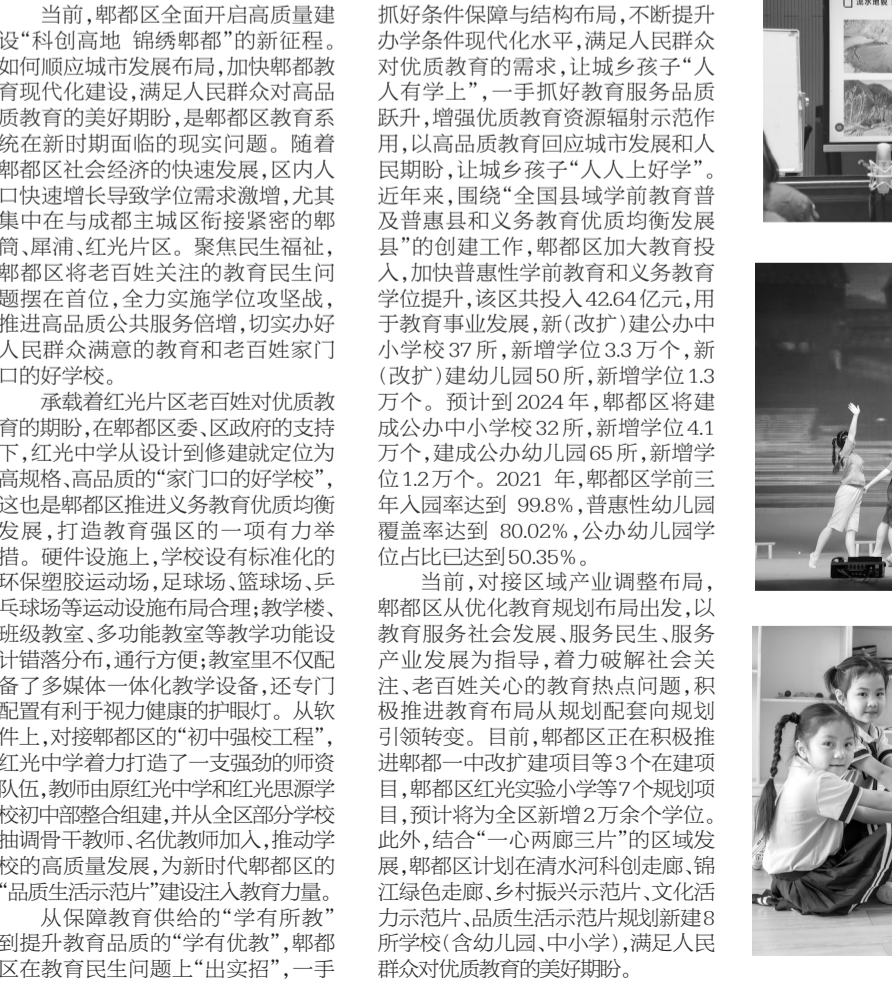 当前,郫都区全面开启高质量建
设“科创高地 锦绣郫都”的新征程。
如何顺应城市发展布局,加快郫都教
育现代化建设,满足人民群众对高品
质教育的美好期盼,是郫都区教育系
统在新时期面临的现实问题。随着
郫都区社会经济的快速发展,区内人
口快速增长导致学位需求激增,尤其
集中在与成都主城区衔接紧密的郫
筒、犀浦、红光片区。聚焦民生福祉,
郫都区将老百姓关注的教育民生问
题摆在首位,全力实施学位攻坚战,
推进高品质公共服务倍增,切实办好
人民群众满意的教育和老百姓家门
口的好学校。
承载着红光片区老百姓对优质教
育的期盼,在郫都区委、区政府的支持
下,红光中学从设计到修建就定位为
高规格、高品质的“家门口的好学校”,
这也是郫都区推进义务教育优质均衡
发展,打造教育强区的一项有力举
措。硬件设施上,学校设有标准化的
环保塑胶运动场,足球场、篮球场、乒
乓球场等运动设施布局合理;教学楼、
班级教室、多功能教室等教学功能设
计错落分布,通行方便;教室里不仅配
备了多媒体一体化教学设备,还专门
配置有利于视力健康的护眼灯。从软
件上,对接郫都区的“初中强校工程”,
红光中学着力打造了一支强劲的师资
队伍,教师由原红光中学和红光思源学
校初中部整合组建,并从全区部分学校
抽调骨干教师、名优教师加入,推动学
校的高质量发展,为新时代郫都区的
“品质生活示范片”建设注入教育力量。
从保障教育供给的“学有所教”
到提升教育品质的“学有优教”,郫都
区在教育民生问题上“出实招”,一手
抓好条件保障与结构布局,不断提升
办学条件现代化水平,满足人民群众
对优质教育的需求,让城乡孩子“人
人有学上”,一手抓好教育服务品质
跃升,增强优质教育资源辐射示范作
用,以高品质教育回应城市发展和人
民期盼,让城乡孩子“人人上好学”。
近年来,围绕“全国县域学前教育普
及普惠县和义务教育优质均衡发展
县”的创建工作,郫都区加大教育投
入,加快普惠性学前教育和义务教育
学位提升,该区共投入42.64亿元,用
于教育事业发展,新(改扩)建公办中
小学校37所,新增学位3.3万个,新
(改扩)建幼儿园50所,新增学位1.3
万个。预计到2024年,郫都区将建
成公办中小学校32所,新增学位4.1
万个,建成公办幼儿园65所,新增学
位1.2万个。2021 年,郫都区学前三
年入园率达到 99.8%,普惠性幼儿园
覆盖率达到 80.02%,公办幼儿园学
位占比已达到50.35%。
当前,对接区域产业调整布局,
郫都区从优化教育规划布局出发,以
教育服务社会发展、服务民生、服务
产业发展为指导,着力破解社会关
注、老百姓关心的教育热点问题,积
极推进教育布局从规划配套向规划
引领转变。目前,郫都区正在积极推
进郫都一中改扩建项目等3个在建项
目,郫都区红光实验小学等7个规划项
目,预计将为全区新增2万余个学位。
此外,结合“一心两廊三片”的区域发
展,郫都区计划在清水河科创走廊、锦
江绿色走廊、乡村振兴示范片、文化活
力示范片、品质生活示范片规划新建8
所学校(含幼儿园、中小学),满足人民
群众对优质教育的美好期盼。